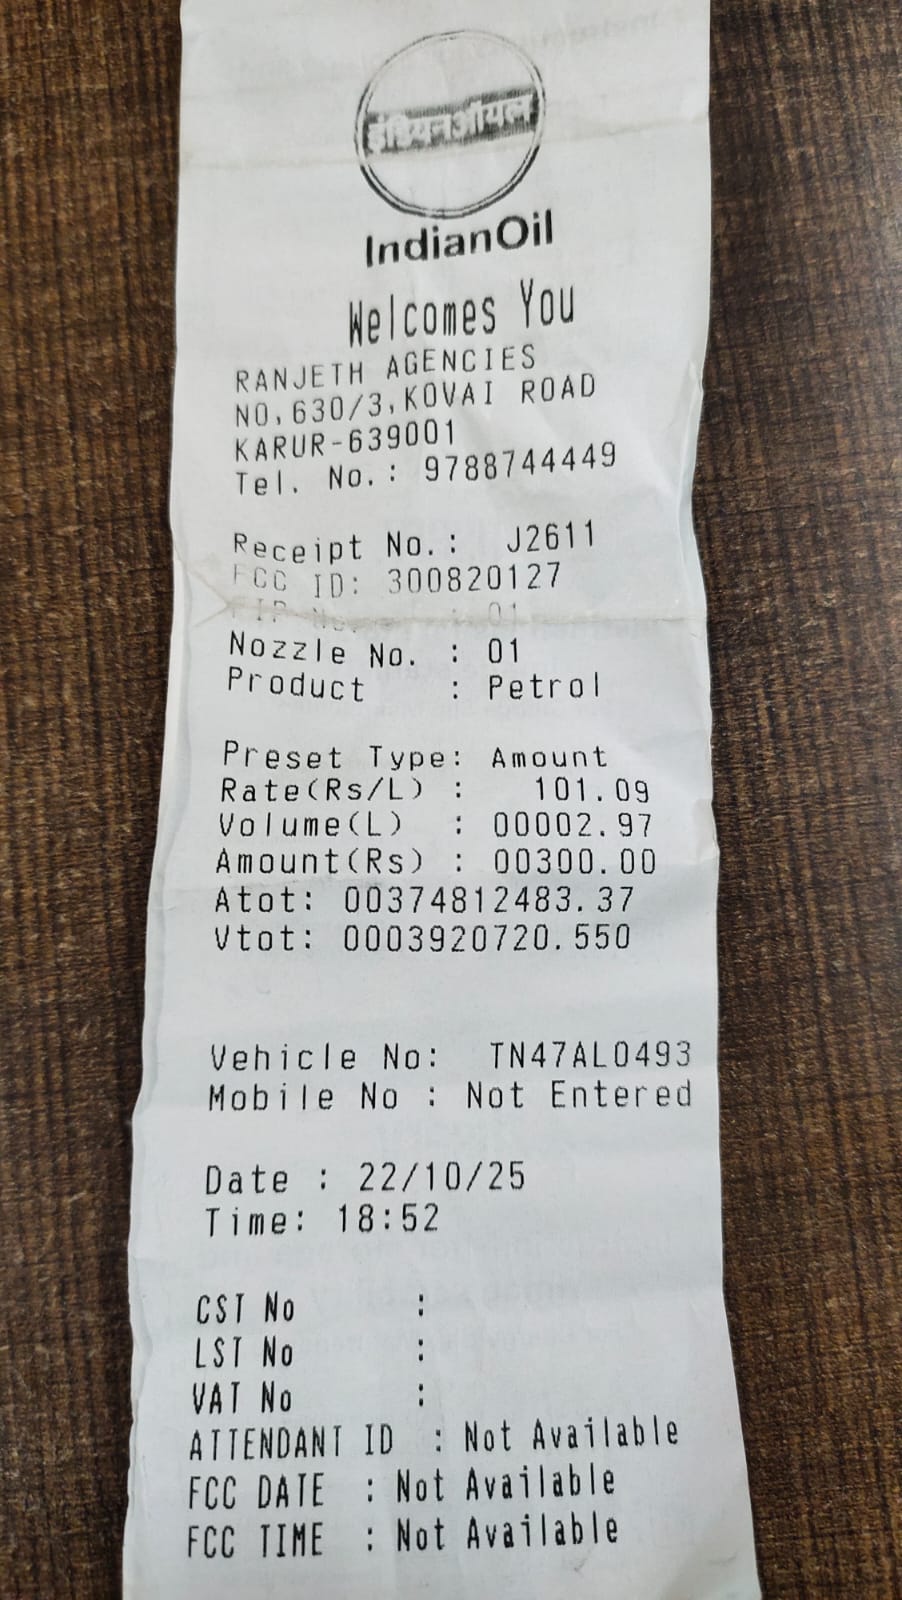 इंडियनऑयल
IndianOil
Welcomes You
RANJETH AGENCIES
NO,630/3,KOVAI ROAD
KARUR-639001
Tel. No.: 9788744449
Receipt No.: J2611
FCC ID: 300820127
FIP No. : 01
Nozzle No. : 01
Product : Petrol
Preset Type: Amount
Rate(Rs/L) : 101.09
Volume(L) : 00002.97
Amount(Rs) : 00300.00
Atot: 00374812483.37
Vtot: 0003920720.550
Vehicle No: TN47AL0493
Mobile No : Not Entered
Date : 22/10/25
Time: 18:52
CST No :
LST No :
VAT No :
ATTENDANT ID : Not Available
FCC DATE : Not Available
FCC TIME : Not Available